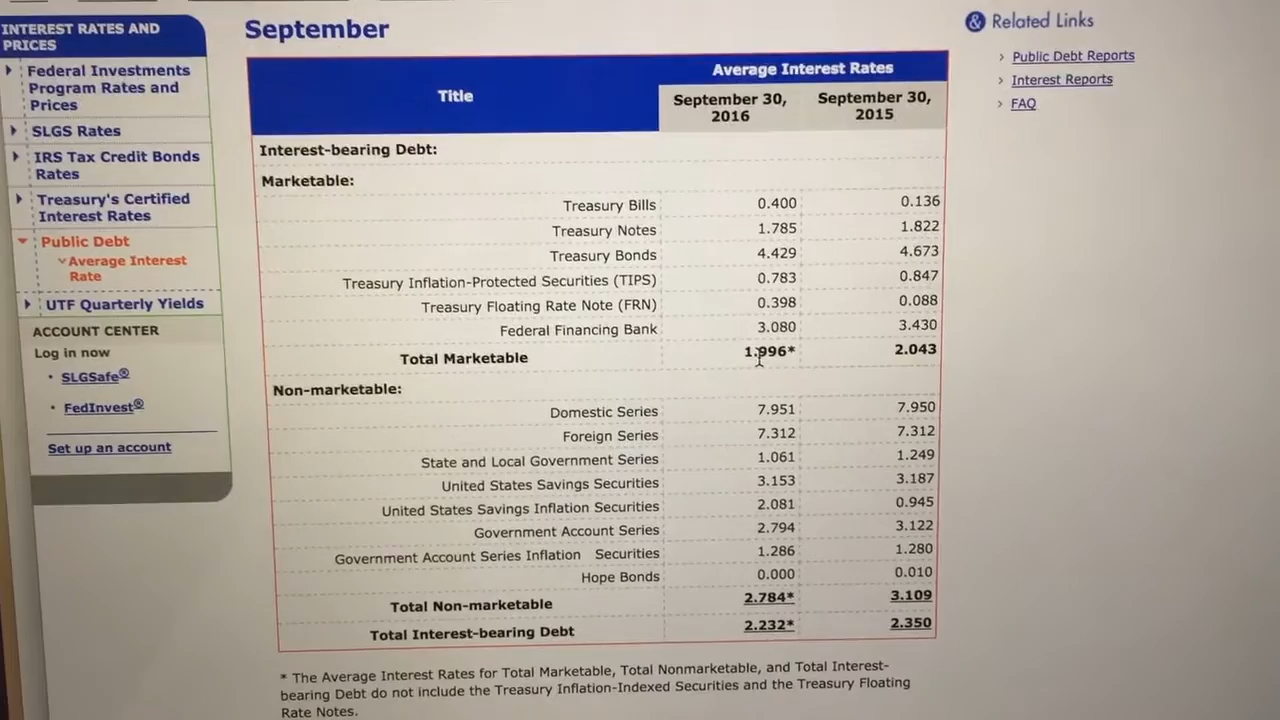 INTEREST RATES AND
PRICES
Federal Investments
Program Rates and
Prices
SLGS Rates
IRS Tax Credit Bonds
Rates
Treasury's Certified
Interest Rates
Public Debt
Average Interest
Rate
UTF Quarterly Yields
ACCOUNT CENTER
Log in now
• SLGSafe®
• FedInvest®
Set up an account
September
Title
Average Interest Rates
September 30, 2016
September 30, 2015
Interest-bearing Debt:
Marketable:
Treasury Bills 0.400 0.136
Treasury Notes 1.785 1.822
Treasury Bonds 4.429 4.673
Treasury Inflation-Protected Securities (TIPS) 0.783 0.847
Treasury Floating Rate Note (FRN) 0.398 0.088
Federal Financing Bank 3.080 3.430
Total Marketable 1.996* 2.043
Non-marketable:
Domestic Series 7.951 7.950
Foreign Series 7.312 7.312
State and Local Government Series 1.061 1.249
United States Savings Securities 3.153 3.187
United States Savings Inflation Securities 2.081 0.945
Government Account Series 2.794 3.122
Government Account Series Inflation Securities 1.286 1.280
Hope Bonds 0.000 0.010
Total Non-marketable 2.784* 3.109
Total Interest-bearing Debt 2.232* 2.350
* The Average Interest Rates for Total Marketable, Total Nonmarketable, and Total Interest-
bearing Debt do not include the Treasury Inflation-Indexed Securities and the Treasury Floating
Rate Notes.
& Related Links
› Public Debt Reports
› Interest Reports
› FAQ